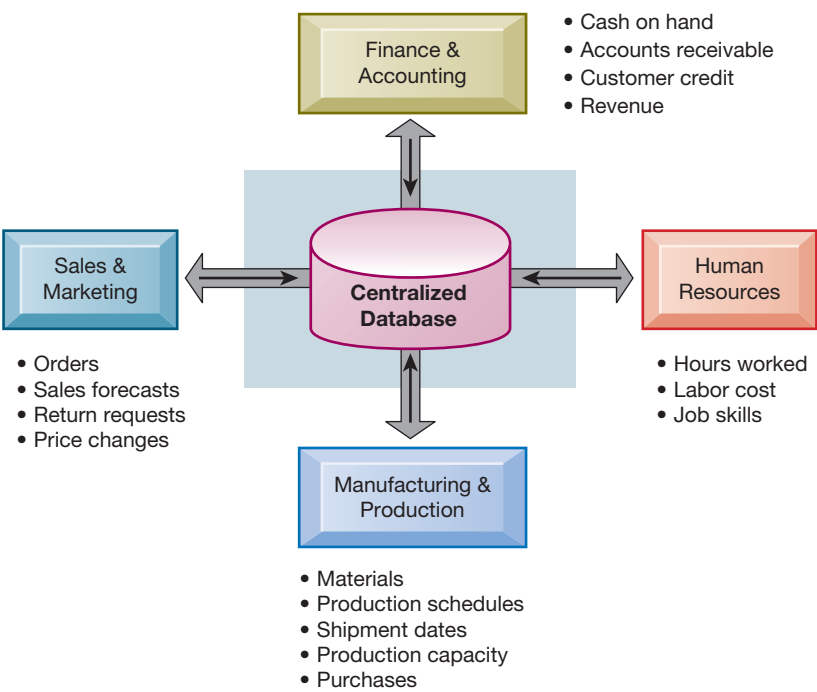 Finance &
Accounting
• Cash on hand
• Accounts receivable
• Customer credit
• Revenue
Sales &
Marketing
• Orders
• Sales forecasts
• Return requests
• Price changes
Centralized
Database
Human
Resources
• Hours worked
• Labor cost
• Job skills
Manufacturing &
Production
• Materials
• Production schedules
• Shipment dates
• Production capacity
• Purchases